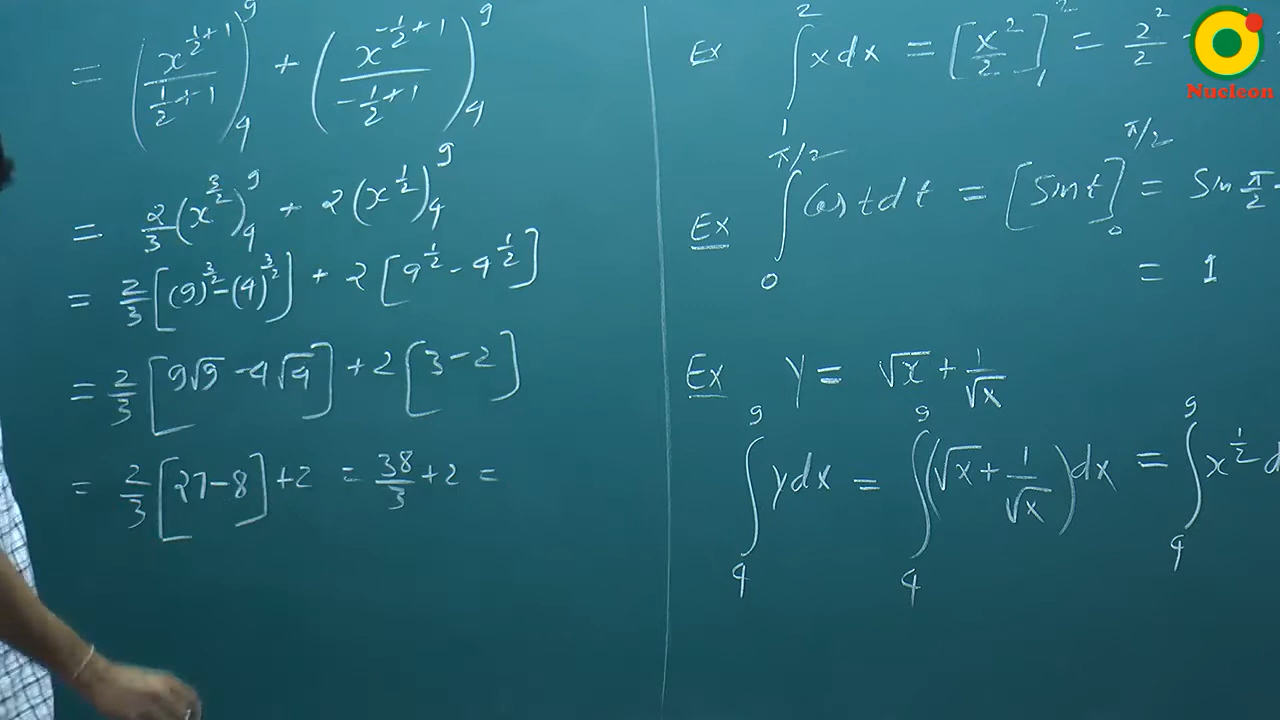 = (x^{1/2+1}/(1/2+1))_4^9 + (x^{-1/2+1}/(-1/2+1))_4^9
= 2/3 (x^{3/2})_4^9 + 2 (x^{1/2})_4^9
= 2/3 [(9)^{3/2} - (4)^{3/2}] + 2 [9^{1/2} - 4^{1/2}]
= 2/3 [9√9 - 4√4] + 2 [3 - 2]
= 2/3 [27 - 8] + 2 = 38/3 + 2 =
Ex ∫_1^2 x dx = [x^2/2]_1^2 = 2^2/2 -
Ex ∫_0^{π/2} cos t dt = [Sin t]_0^{π/2} = Sin π/2 -
= 1
Ex Y = √x + 1/√x
∫_4^9 y dx = ∫_4^9 (√x + 1/√x) dx = ∫_4^9 x^{1/2} d
Nucleon